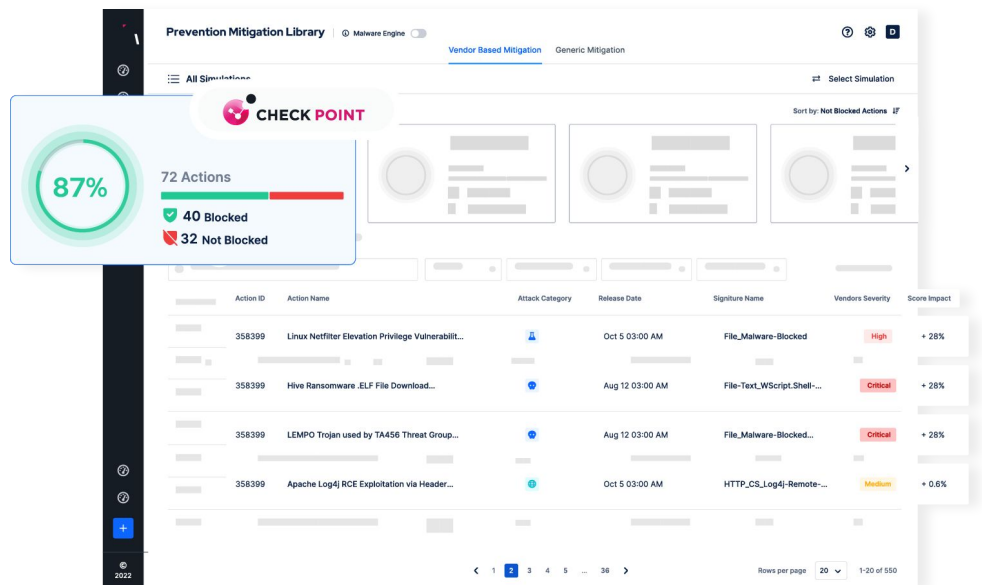 Prevention Mitigation Library
Malware Engine
D
Vendor Based Mitigation
Generic Mitigation
All Simulations
Select Simulation
CHECK POINT
Sort by: Not Blocked Actions
87%
72 Actions
40 Blocked
32 Not Blocked
Action ID Action Name Attack Category Release Date Signiture Name Vendors Severity Score Impact
358399 Linux Netfilter Elevation Privilege Vulnerabilit... Oct 5 03:00 AM File_Malware-Blocked High + 28%
358399 Hive Ransomware .ELF File Download... Aug 12 03:00 AM File-Text_WScript.Shell-... Critical + 28%
358399 LEMPO Trojan used by TA456 Threat Group... Aug 12 03:00 AM File_Malware-Blocked... Critical + 28%
358399 Apache Log4j RCE Exploitation via Header... Oct 5 03:00 AM HTTP_CS_Log4j-Remote-... Medium + 0.6%
1 2 3 4 5 ... 36
Rows per page 20 1-20 of 550
©
2022